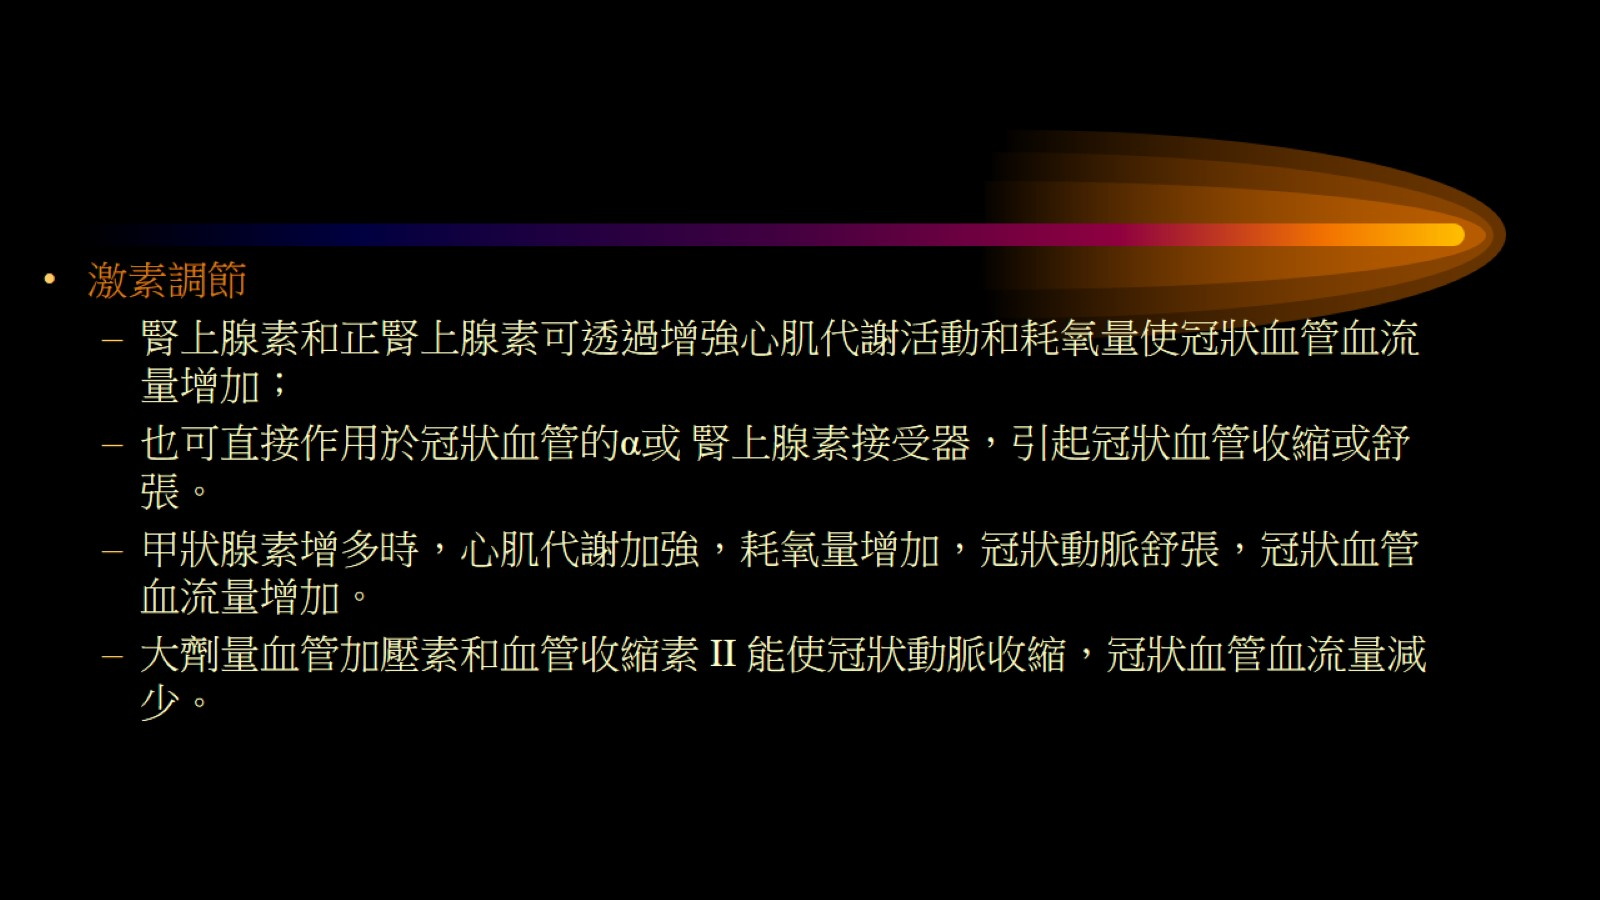 • 激素調節
– 腎上腺素和正腎上腺素可透過增強心肌代謝活動和耗氧量使冠狀血管血流
量增加；
– 也可直接作用於冠狀血管的α或 腎上腺素接受器，引起冠狀血管收縮或舒
張。
– 甲狀腺素增多時，心肌代謝加強，耗氧量增加，冠狀動脈舒張，冠狀血管
血流量增加。
– 大劑量血管加壓素和血管收縮素 II 能使冠狀動脈收縮，冠狀血管血流量減
少。